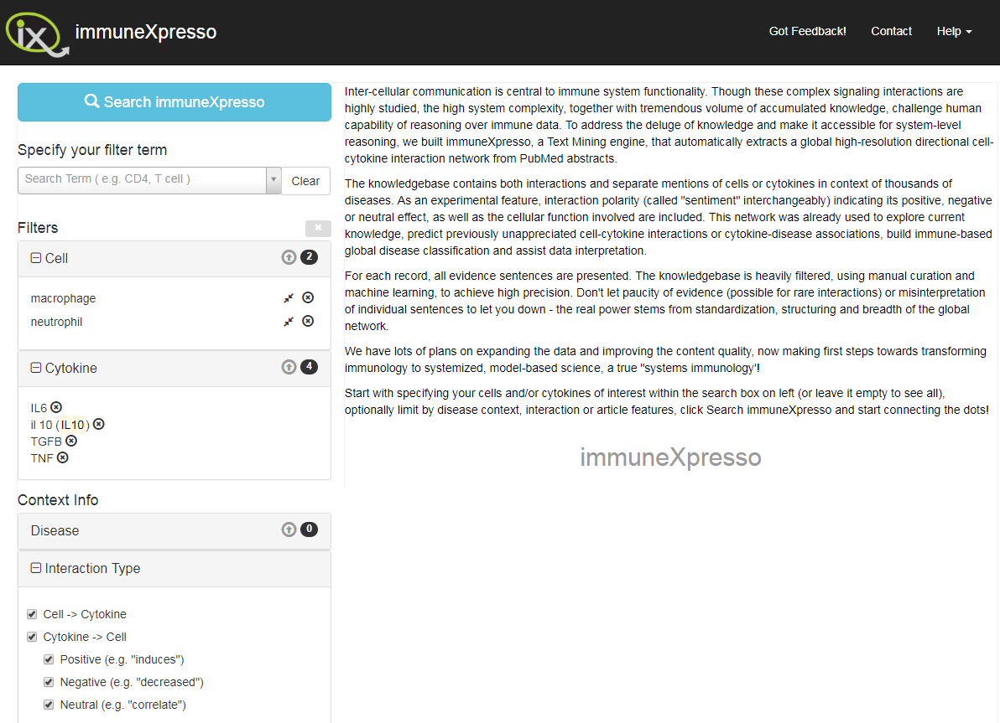 iX immuneXpresso
Got Feedback! Contact Help
Search immuneXpresso
Specify your filter term
Search Term ( e.g. CD4, T cell )
Clear
Filters
Cell 2
macrophage
neutrophil
Cytokine 4
IL6
il 10 (IL10)
TGFB
TNF
Context Info
Disease 0
Interaction Type
Cell -> Cytokine
Cytokine -> Cell
Positive (e.g. "induces")
Negative (e.g. "decreased")
Neutral (e.g. "correlate")
Inter-cellular communication is central to immune system functionality. Though these complex signaling interactions are
highly studied, the high system complexity, together with tremendous volume of accumulated knowledge, challenge human
capability of reasoning over immune data. To address the deluge of knowledge and make it accessible for system-level
reasoning, we built immuneXpresso, a Text Mining engine, that automatically extracts a global high-resolution directional cell-
cytokine interaction network from PubMed abstracts.
The knowledgebase contains both interactions and separate mentions of cells or cytokines in context of thousands of
diseases. As an experimental feature, interaction polarity (called "sentiment" interchangeably) indicating its positive, negative
or neutral effect, as well as the cellular function involved are included. This network was already used to explore current
knowledge, predict previously unappreciated cell-cytokine interactions or cytokine-disease associations, build immune-based
global disease classification and assist data interpretation.
For each record, all evidence sentences are presented. The knowledgebase is heavily filtered, using manual curation and
machine learning, to achieve high precision. Don't let paucity of evidence (possible for rare interactions) or misinterpretation
of individual sentences to let you down - the real power stems from standardization, structuring and breadth of the global
network.
We have lots of plans on expanding the data and improving the content quality, now making first steps towards transforming
immunology to systemized, model-based science, a true "systems immunology'!
Start with specifying your cells and/or cytokines of interest within the search box on left (or leave it empty to see all),
optionally limit by disease context, interaction or article features, click Search immuneXpresso and start connecting the dots!
immuneXpresso